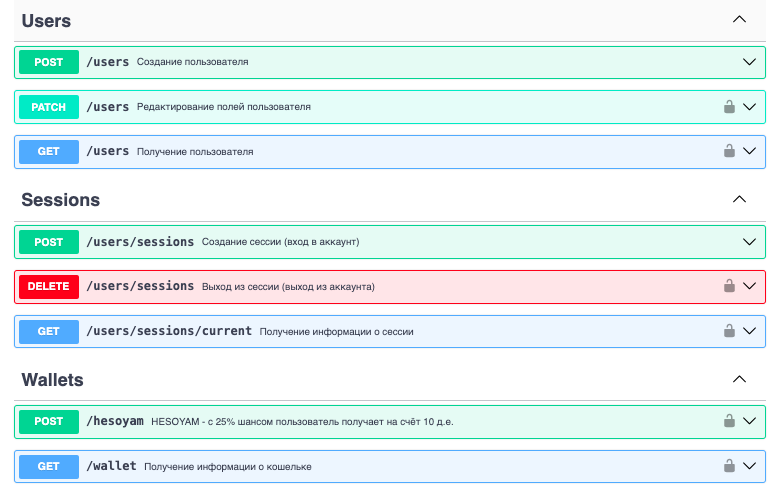 Users
POST /users Создание пользователя
PATCH /users Редактирование полей пользователя
GET /users Получение пользователя
Sessions
POST /users/sessions Создание сессии (вход в аккаунт)
DELETE /users/sessions Выход из сессии (выход из аккаунта)
GET /users/sessions/current Получение информации о сессии
Wallets
POST /hesoyam HESOYAM - с 25% шансом пользователь получает на счёт 10 д.е.
GET /wallet Получение информации о кошельке